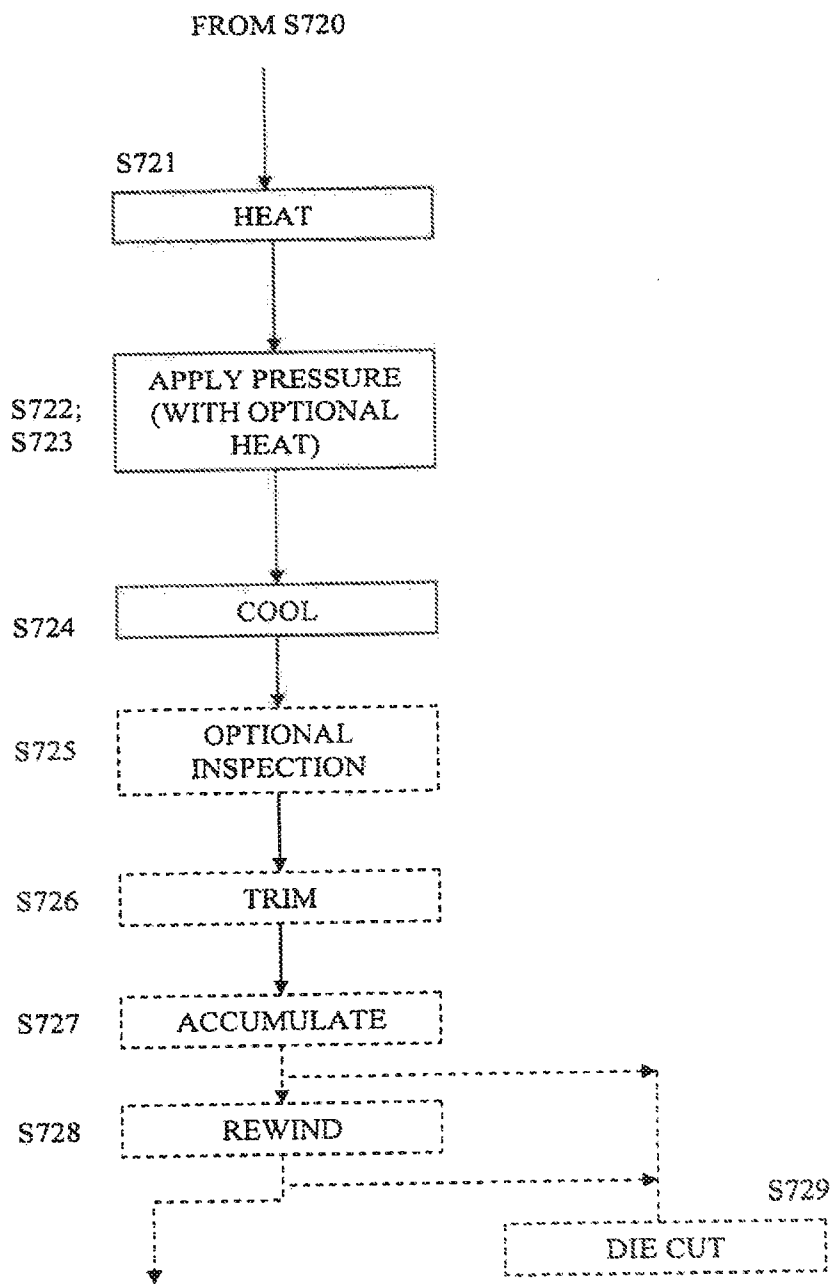 FROM S720
S721
HEAT
APPLY PRESSURE
(WITH OPTIONAL
HEAT)
S722;
S723
COOL
S724
OPTIONAL
INSPECTION
S725
TRIM
S726
ACCUMULATE
S727
REWIND
S728
S729
DIE CUT